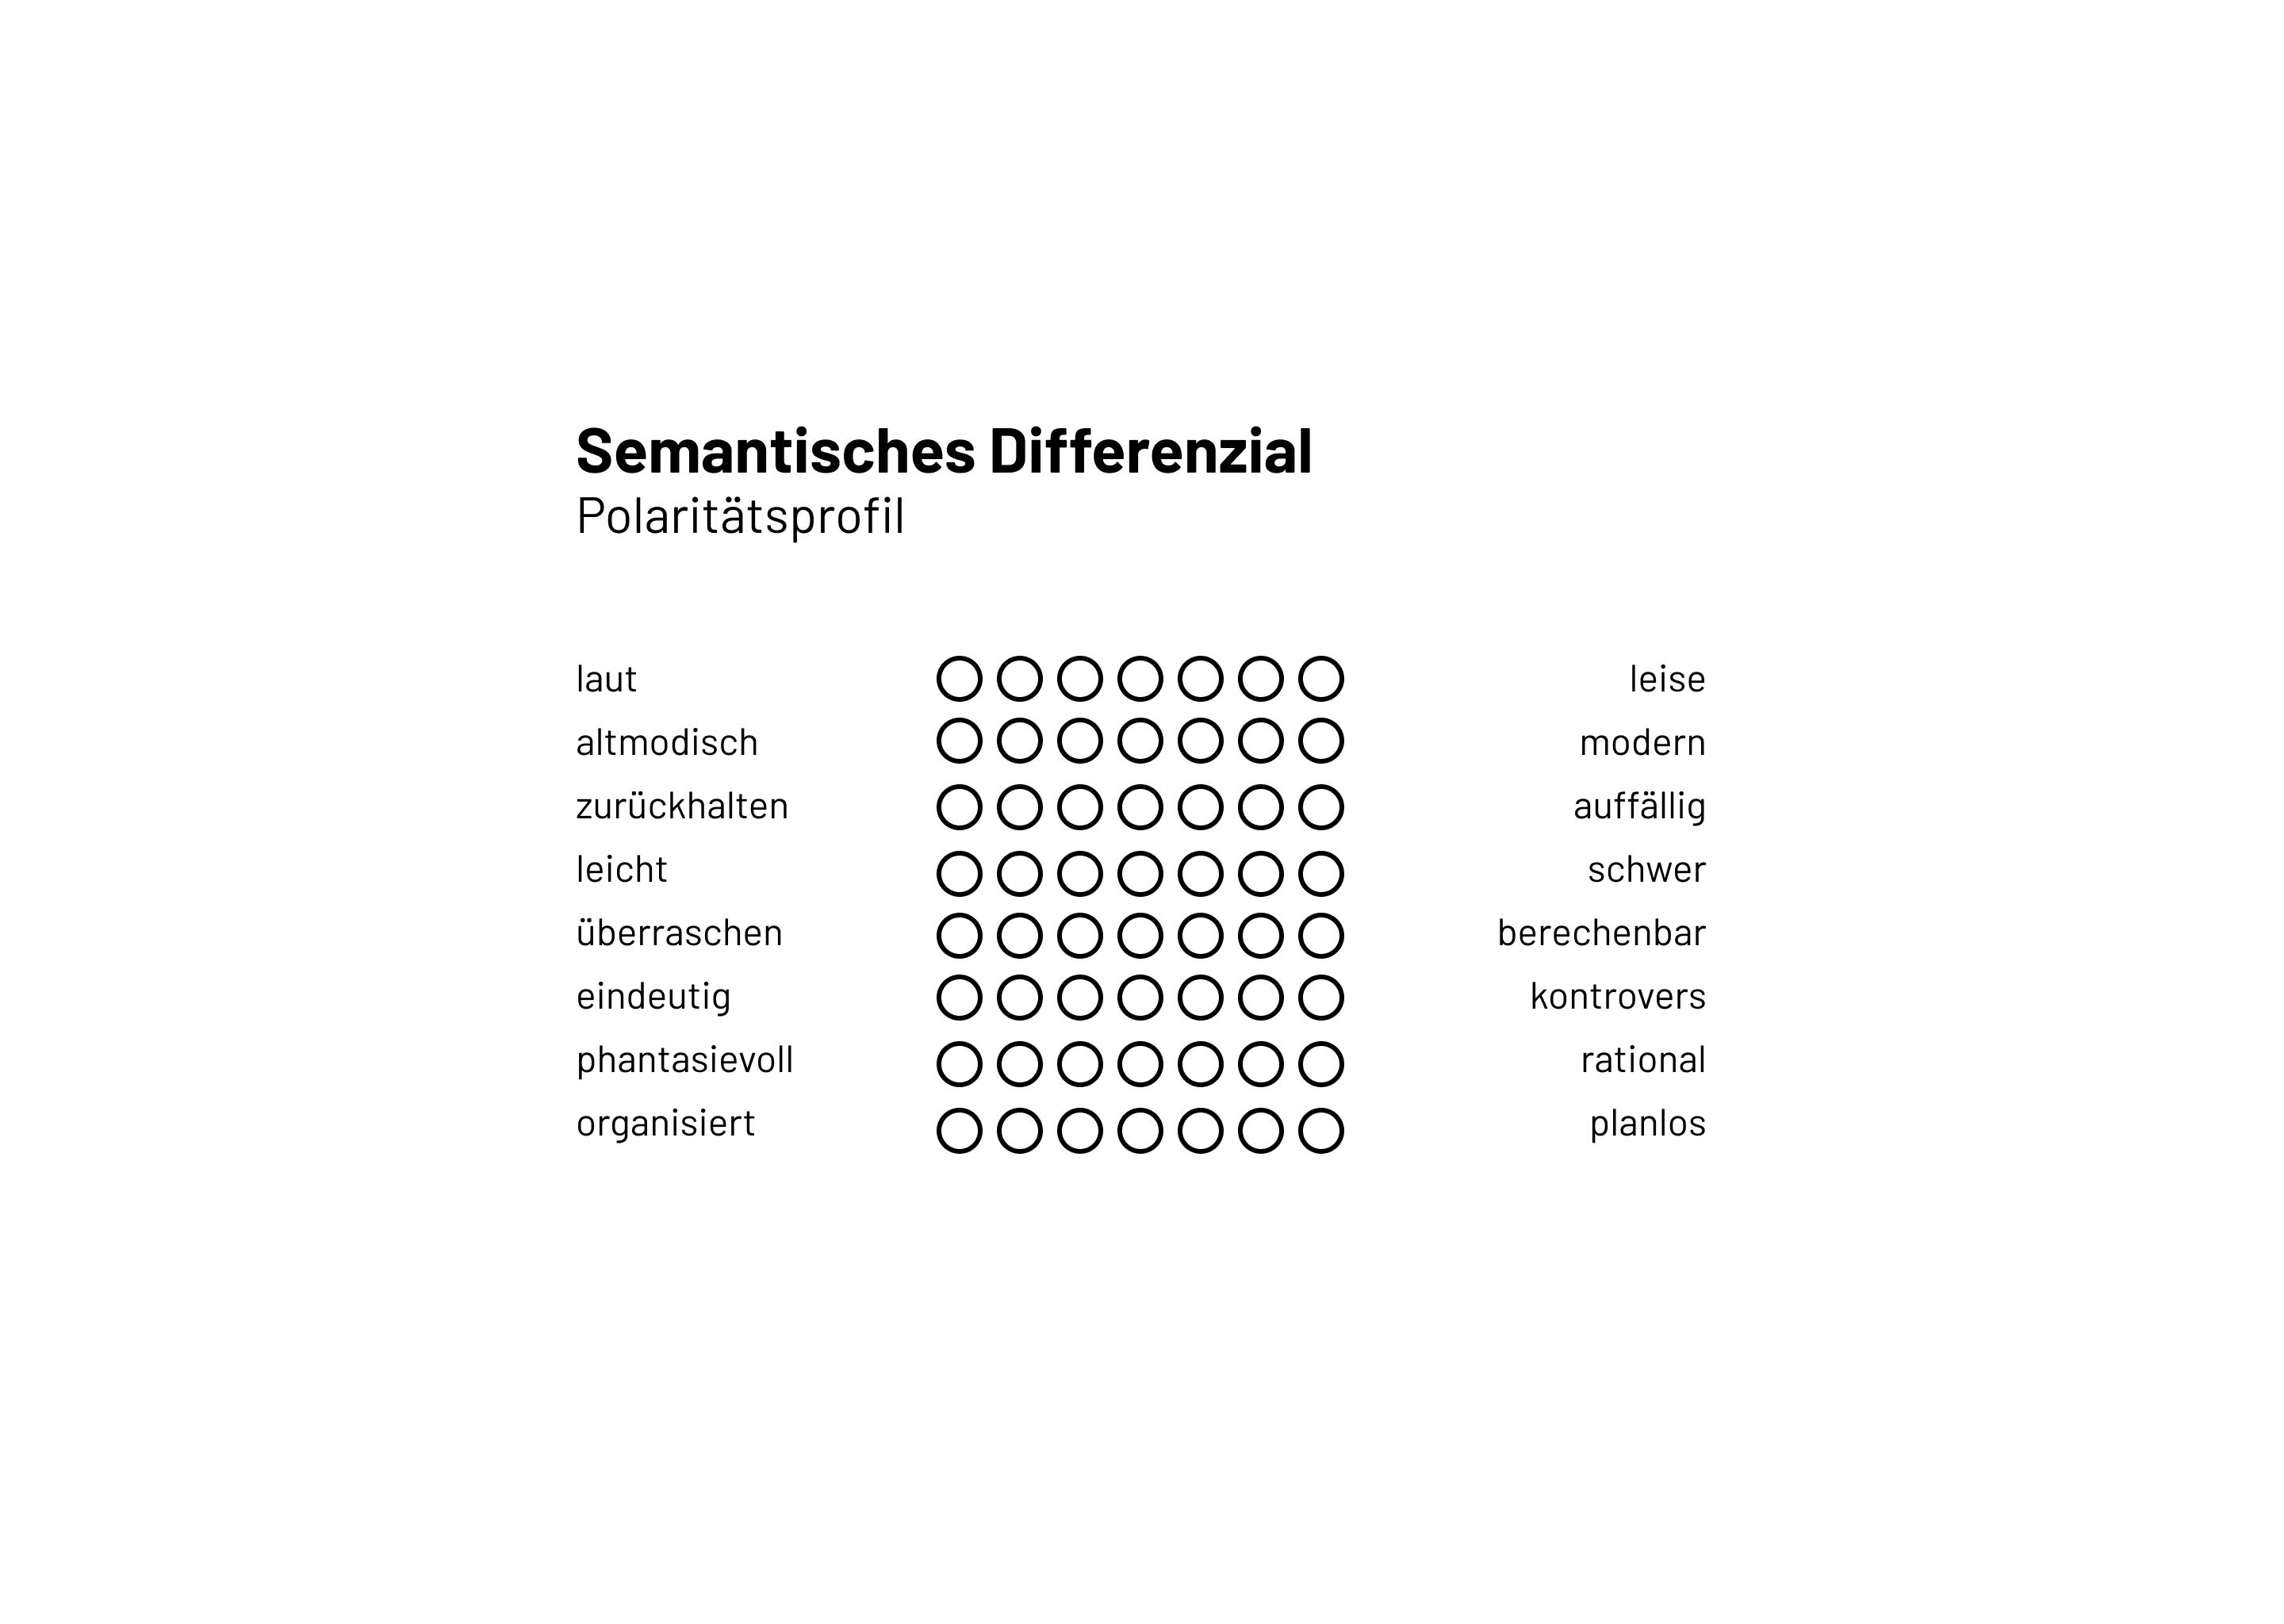 Semantisches Differenzial
Polaritätsprofil
laut leise
altmodisch modern
zurückhalten auffällig
leicht schwer
überraschen berechenbar
eindeutig kontrovers
phantasievoll rational
organisiert planlos